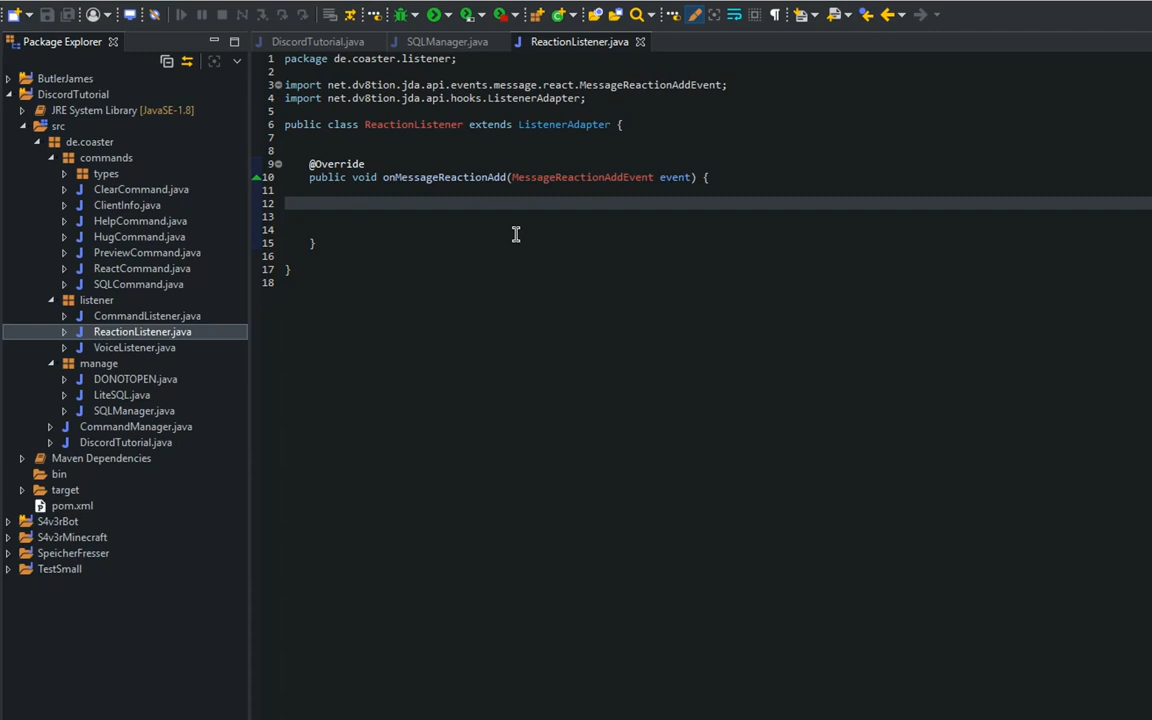 Package Explorer
DiscordTutorial.java
SQLManager.java
ReactionListener.java
ButlerJames
DiscordTutorial
JRE System Library [JavaSE-1.8]
src
de.coaster
commands
types
ClearCommand.java
ClientInfo.java
HelpCommand.java
HugCommand.java
PreviewCommand.java
ReactCommand.java
SQLCommand.java
listener
CommandListener.java
ReactionListener.java
VoiceListener.java
manage
DONOTOPEN.java
LiteSQL.java
SQLManager.java
CommandManager.java
DiscordTutorial.java
Maven Dependencies
bin
target
pom.xml
S4v3rBot
S4v3rMinecraft
SpeicherFresser
TestSmall
1 package de.coaster.listener;
2
3 import net.dv8tion.jda.api.events.message.react.MessageReactionAddEvent;
4 import net.dv8tion.jda.api.hooks.ListenerAdapter;
5
6 public class ReactionListener extends ListenerAdapter {
7
8
9 @Override
10 public void onMessageReactionAdd(MessageReactionAddEvent event) {
11
12
13
14
15 }
16
17 }
18